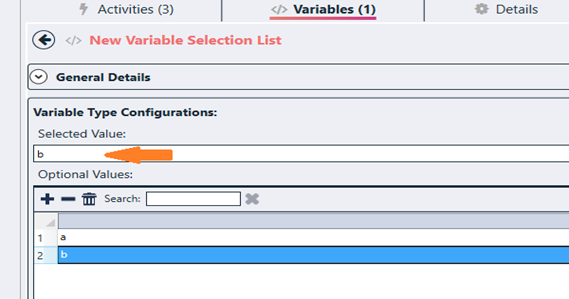 Activities (3)
</> Variables (1)
Details
</> New Variable Selection List
General Details
Variable Type Configurations:
Selected Value:
b
Optional Values:
Search:
1 a
2 b